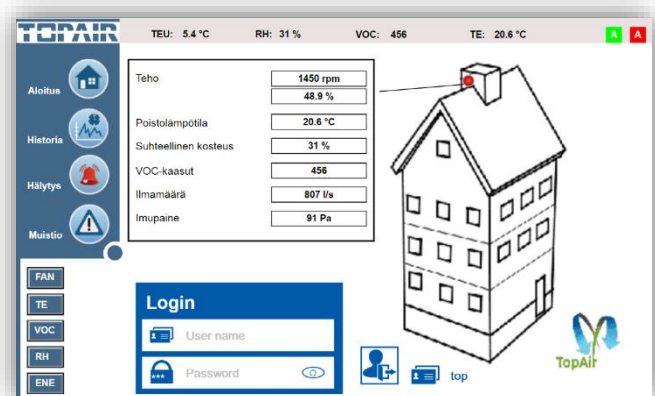 TOPAIR
TEU: 5.4 °C RH: 31 % VOC: 456 TE: 20.6 °C A A
Aloitus
Historia
Hälytys
Muistio
Teho 1450 rpm
48.9 %
Poistolämpötila 20.6 °C
Suhteellinen kosteus 31 %
VOC-kaasut 456
Ilmamäärä 807 l/s
Imupaine 91 Pa
FAN
TE
VOC
RH
ENE
Login
User name
Password
top
TopAir